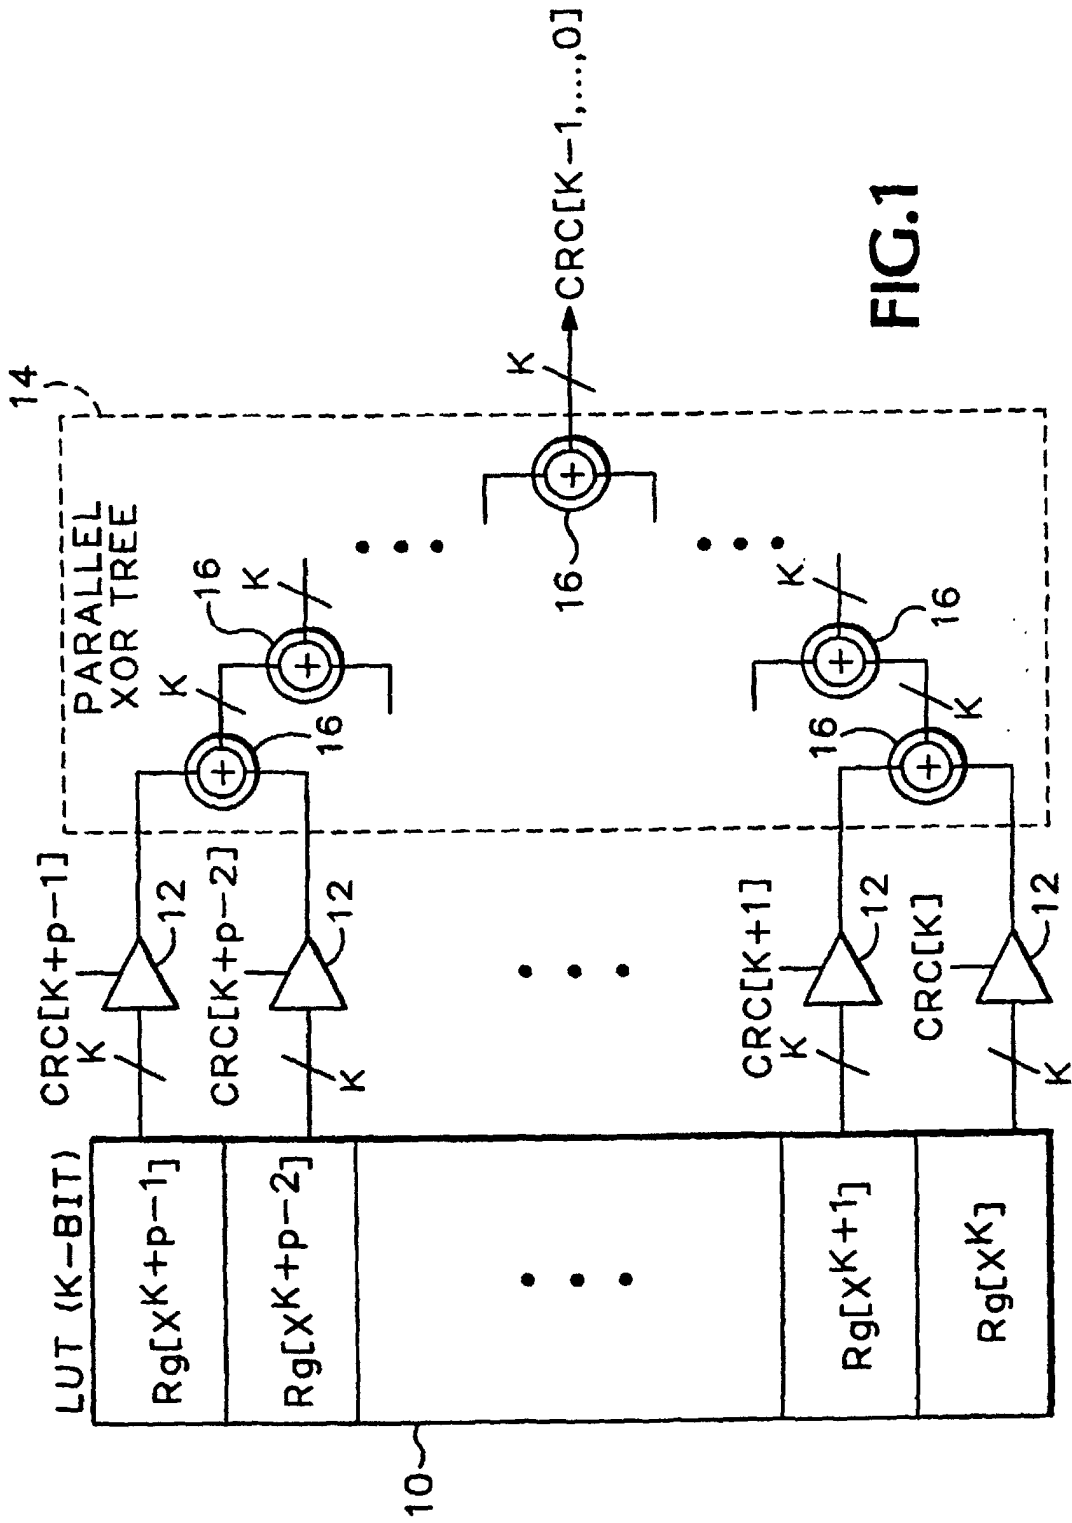 LUT (K-BIT)
10
Rg[X^K+p-1]
Rg[X^K+p-2]
Rg[X^K+1]
Rg[X^K]
CRC[K+p-1]
K
12
CRC[K+p-2]
K
12
CRC[K+1]
K
12
CRC[K]
K
12
PARALLEL
XOR TREE
14
16
K
16
K
16
K
16
K
16
K
CRC[K-1,...,0]
FIG.1